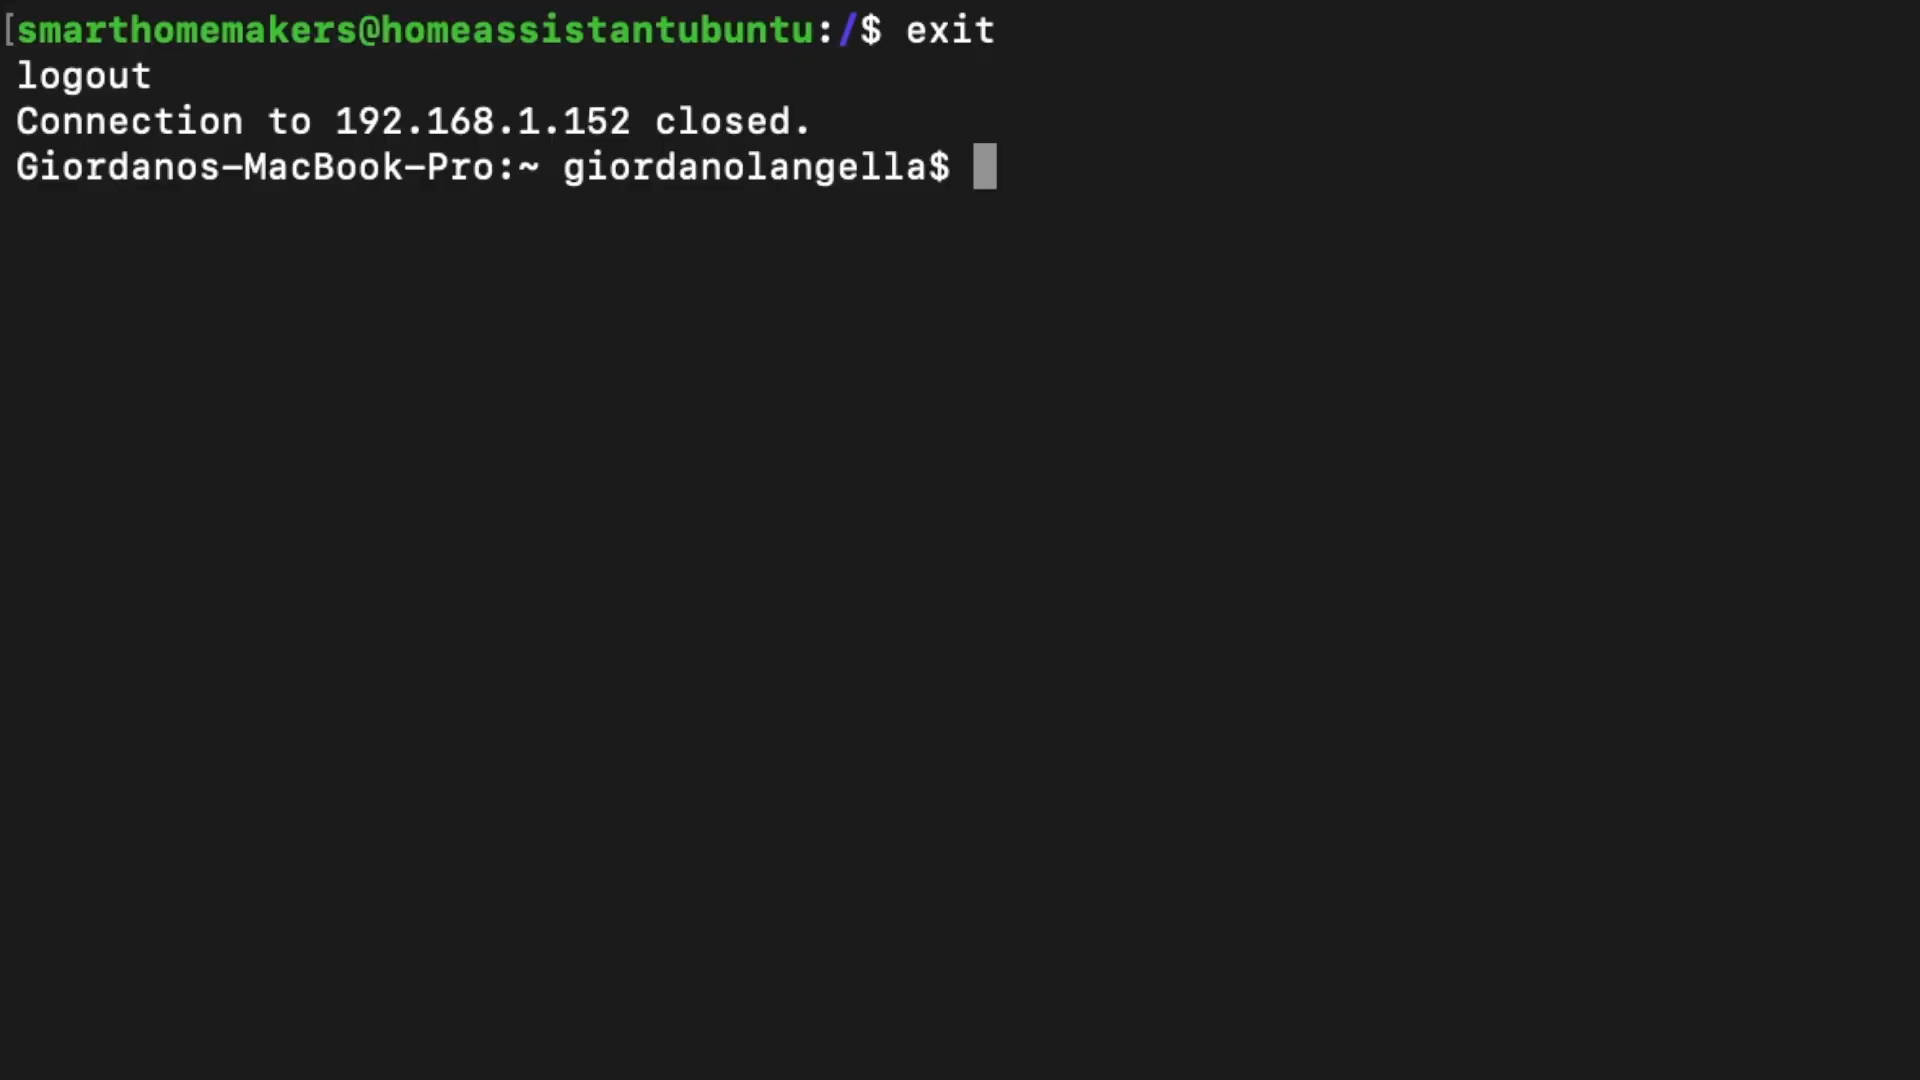 [smarthomemakers@homeassistantubuntu:/$ exit
logout
Connection to 192.168.1.152 closed.
Giordanos-MacBook-Pro:~ giordanolangella$